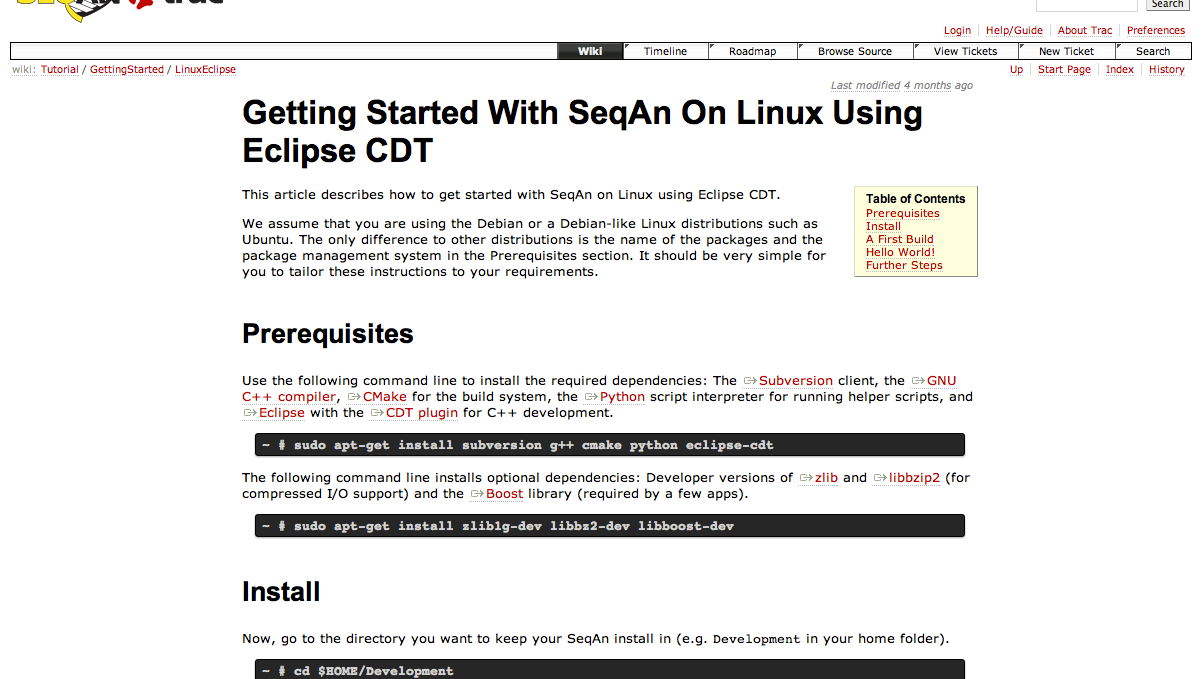 Search
Login Help/Guide About Trac Preferences
Wiki Timeline Roadmap Browse Source View Tickets New Ticket Search
wiki: Tutorial / GettingStarted / LinuxEclipse
Up Start Page Index History
Last modified 4 months ago
Getting Started With SeqAn On Linux Using
Eclipse CDT
This article describes how to get started with SeqAn on Linux using Eclipse CDT.
We assume that you are using the Debian or a Debian-like Linux distributions such as
Ubuntu. The only difference to other distributions is the name of the packages and the
package management system in the Prerequisites section. It should be very simple for
you to tailor these instructions to your requirements.
Table of Contents
Prerequisites
Install
A First Build
Hello World!
Further Steps
Prerequisites
Use the following command line to install the required dependencies: The Subversion client, the GNU
C++ compiler, CMake for the build system, the Python script interpreter for running helper scripts, and
Eclipse with the CDT plugin for C++ development.
~ # sudo apt-get install subversion g++ cmake python eclipse-cdt
The following command line installs optional dependencies: Developer versions of zlib and libbzip2 (for
compressed I/O support) and the Boost library (required by a few apps).
~ # sudo apt-get install zlib1g-dev libbz2-dev libboost-dev
Install
Now, go to the directory you want to keep your SeqAn install in (e.g. Development in your home folder).
~ # cd $HOME/Development